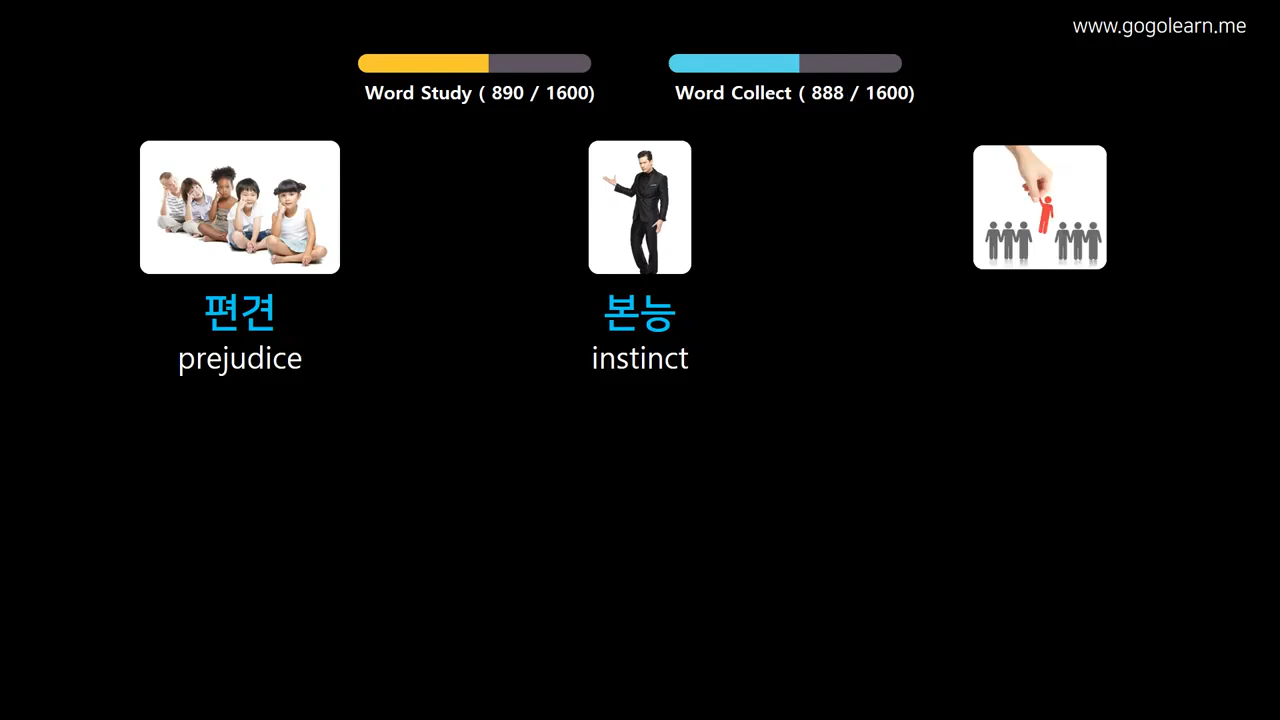 www.gogolearn.me
Word Study ( 890 / 1600)
Word Collect ( 888 / 1600)
편견
prejudice
본능
instinct